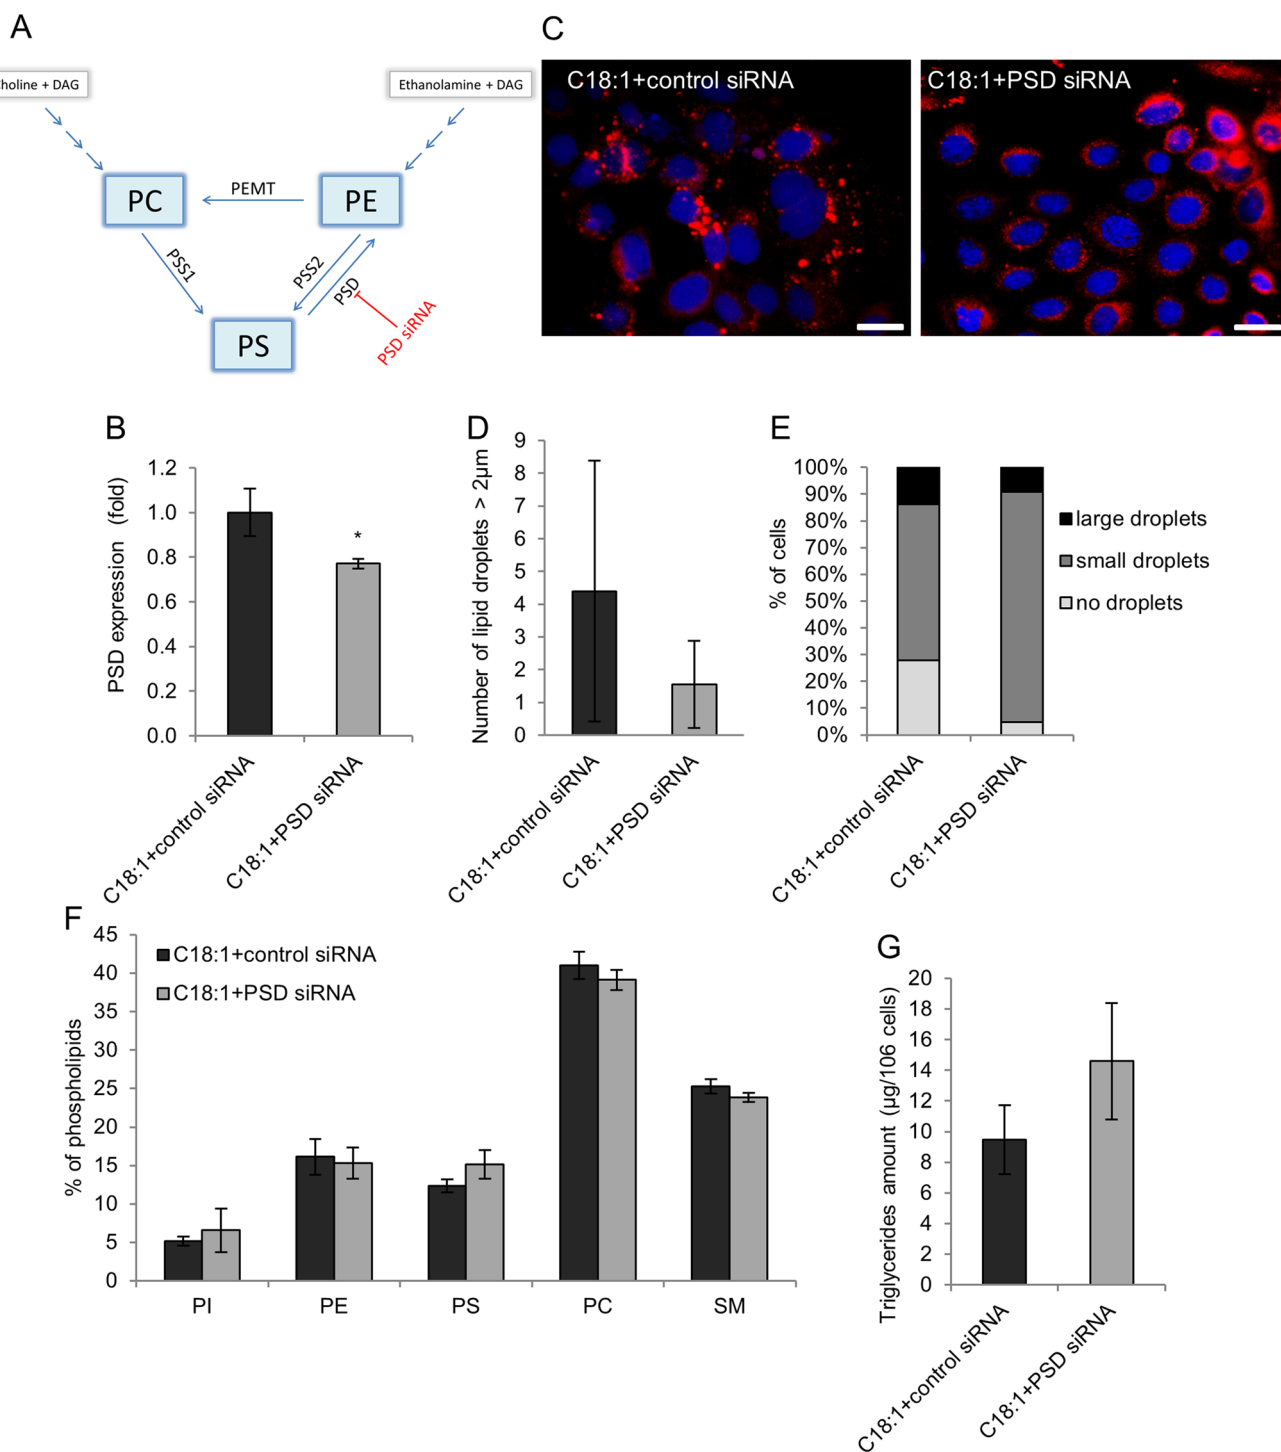 A
Choline + DAG
Ethanolamine + DAG
PC
PEMT
PE
PSS1
PSS2
PSD
PSD siRNA
PS
C
C18:1+control siRNA
C18:1+PSD siRNA
B
PSD expression (fold)
1.2
1.0
0.8
0.6
0.4
0.2
0.0
*
C18:1+control siRNA
C18:1+PSD siRNA
D
Number of lipid droplets > 2µm
9
8
7
6
5
4
3
2
1
0
C18:1+control siRNA
C18:1+PSD siRNA
E
% of cells
100%
90%
80%
70%
60%
50%
40%
30%
20%
10%
0%
large droplets
small droplets
no droplets
C18:1+control siRNA
C18:1+PSD siRNA
F
% of phospholipids
45
40
35
30
25
20
15
10
5
0
C18:1+control siRNA
C18:1+PSD siRNA
PI
PE
PS
PC
SM
G
Triglycerides amount (µg/106 cells)
20
18
16
14
12
10
8
6
4
2
0
C18:1+control siRNA
C18:1+PSD siRNA